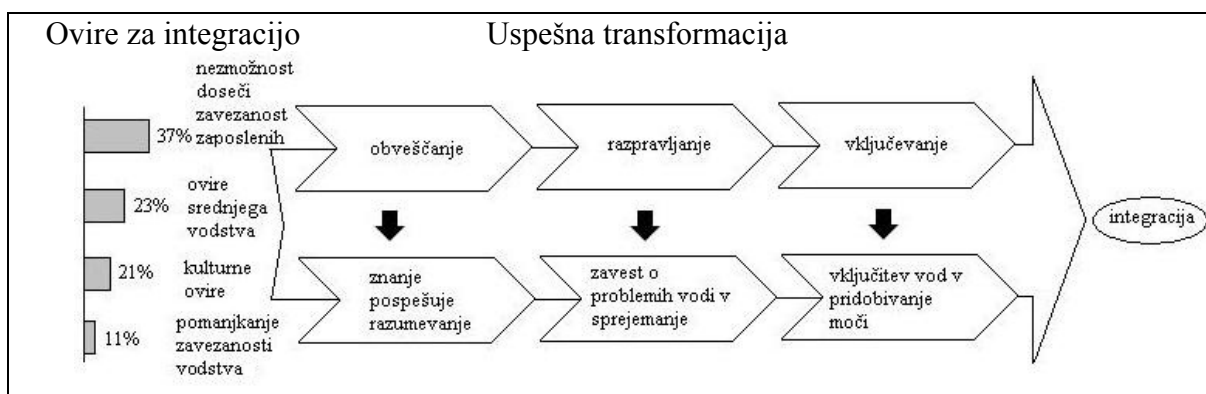 Ovire za integracijo
Uspešna transformacija
nezmožnost
doseči
zavezanost
zaposlenih
37%
ovire
srednjega
vodstva
23%
kulturne
ovire
21%
pomanjkanje
zavezanosti
vodstva
11%
obveščanje
razpravljanje
vključevanje
znanje
pospešuje
razumevanje
zavest o
problemih vodi v
sprejemanje
vključitev vod v
pridobivanje
moči
integracija